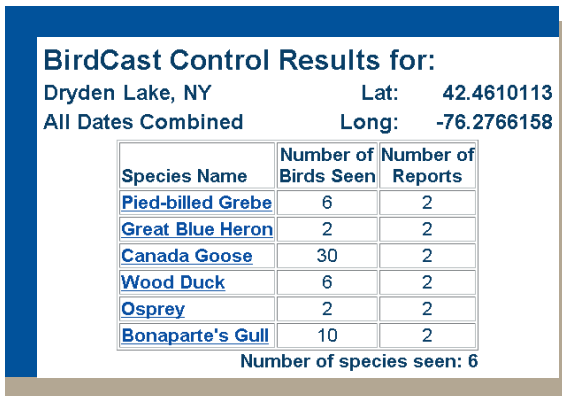 BirdCast Control Results for:
Dryden Lake, NY Lat: 42.4610113
All Dates Combined Long: -76.2766158
Species Name Number of Birds Seen Number of Reports
Pied-billed Grebe 6 2
Great Blue Heron 2 2
Canada Goose 30 2
Wood Duck 6 2
Osprey 2 2
Bonaparte's Gull 10 2
Number of species seen: 6